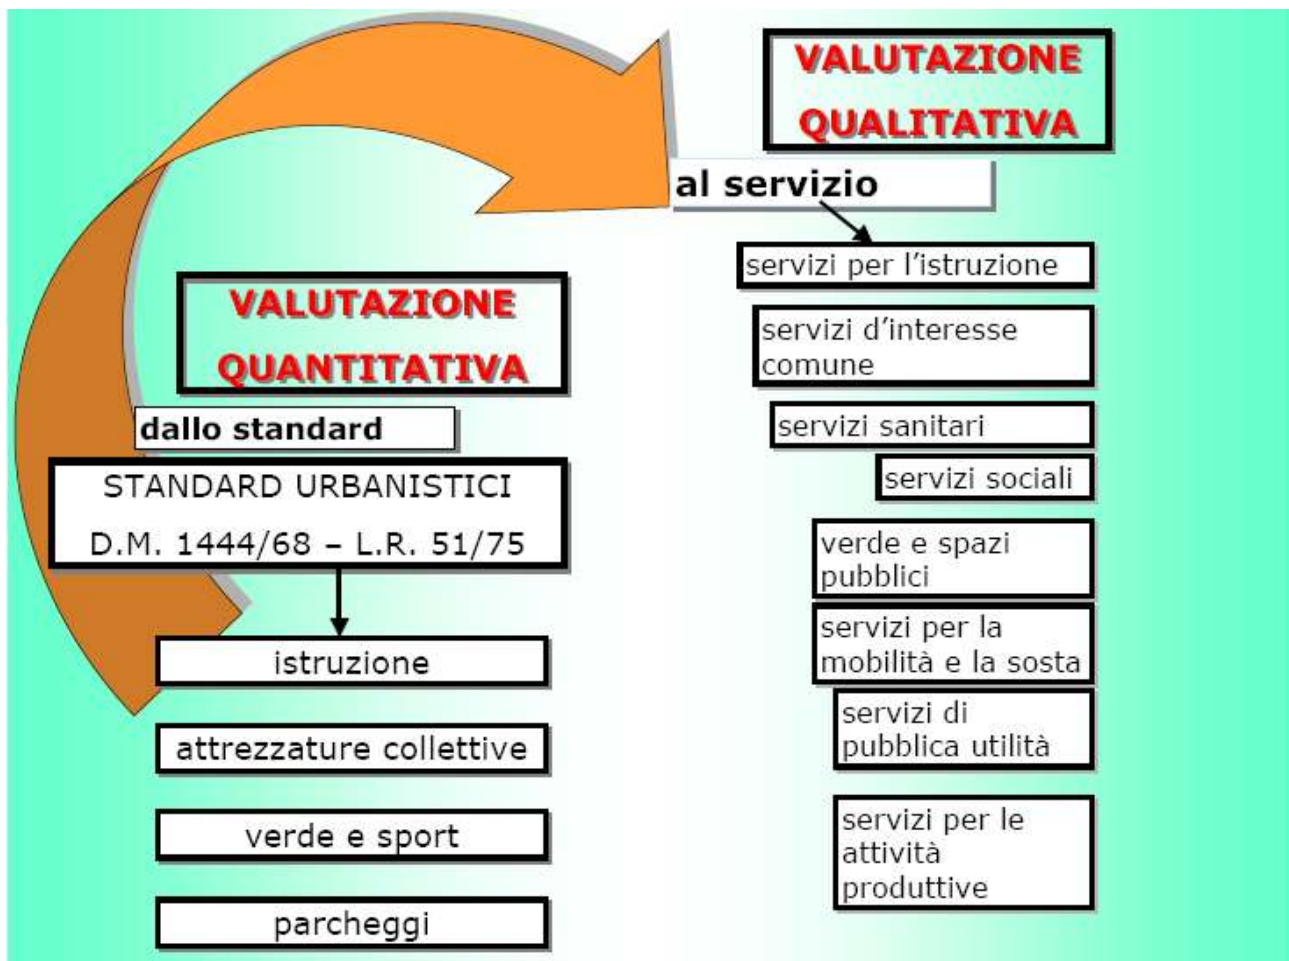 VALUTAZIONE
QUANTITATIVA
dallo standard
STANDARD URBANISTICI
D.M. 1444/68 – L.R. 51/75
istruzione
attrezzature collettive
verde e sport
parcheggi
VALUTAZIONE
QUALITATIVA
al servizio
servizi per l'istruzione
servizi d'interesse
comune
servizi sanitari
servizi sociali
verde e spazi
pubblici
servizi per la
mobilità e la sosta
servizi di
pubblica utilità
servizi per le
attività
produttive